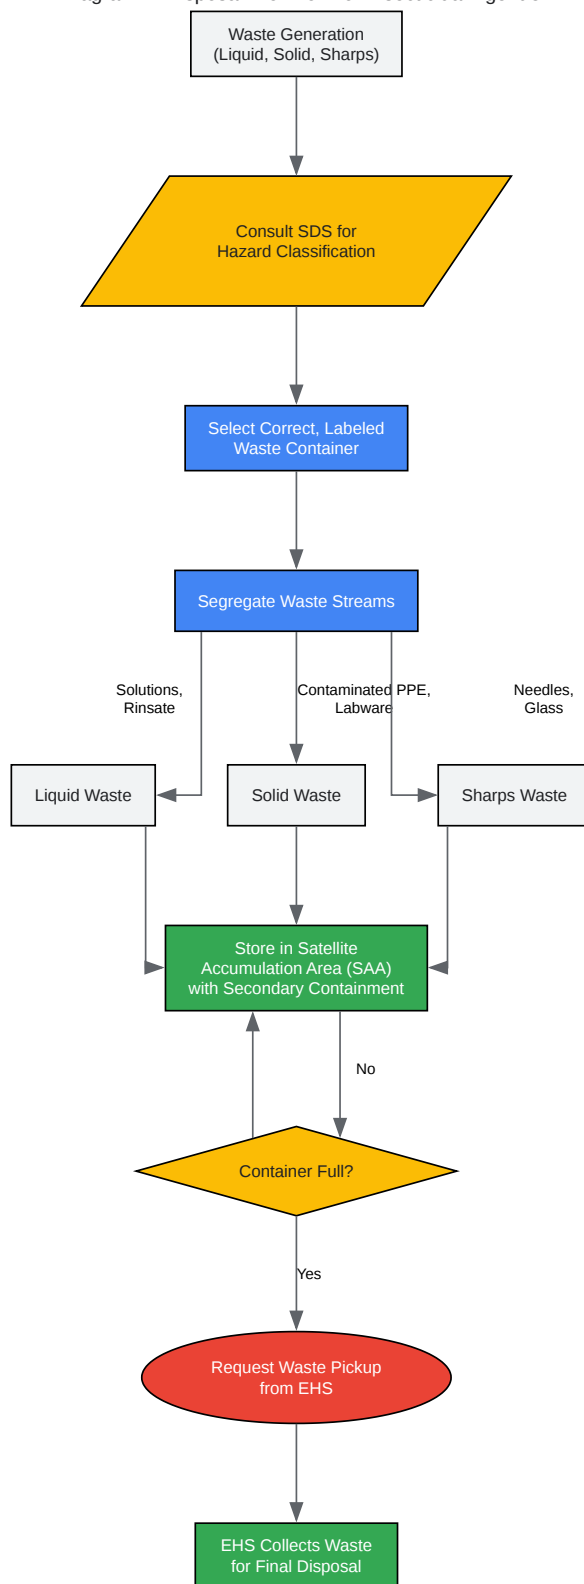 Waste Generation
(Liquid, Solid, Sharps)
Consult SDS for
Hazard Classification
Select Correct, Labeled
Waste Container
Segregate Waste Streams
Solutions,
Rinsate
Contaminated PPE,
Labware
Needles,
Glass
Liquid Waste
Solid Waste
Sharps Waste
Store in Satellite
Accumulation Area (SAA)
with Secondary Containment
No
Container Full?
Yes
Request Waste Pickup
from EHS
EHS Collects Waste
for Final Disposal